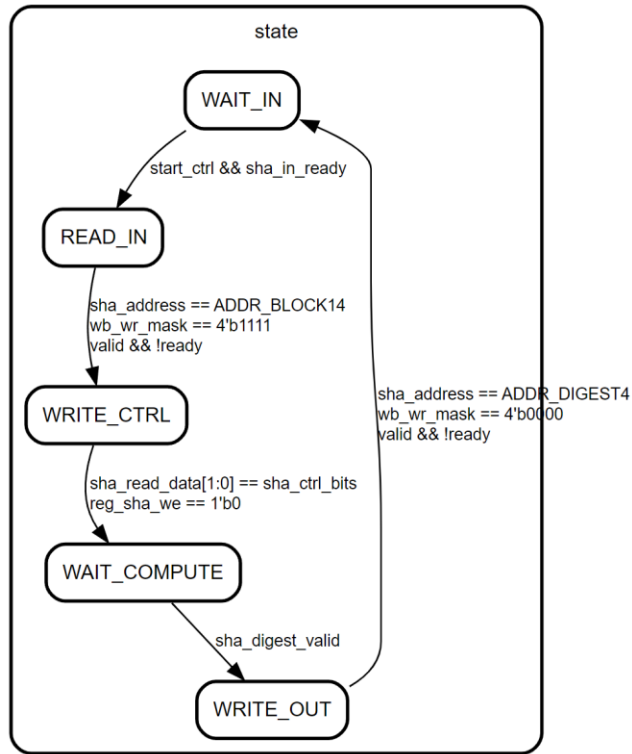 state
WAIT_IN
start_ctrl && sha_in_ready
READ_IN
sha_address == ADDR_BLOCK14
wb_wr_mask == 4'b1111
valid && !ready
WRITE_CTRL
sha_address == ADDR_DIGEST4
wb_wr_mask == 4'b0000
valid && !ready
sha_read_data[1:0] == sha_ctrl_bits
reg_sha_we == 1'b0
WAIT_COMPUTE
sha_digest_valid
WRITE_OUT